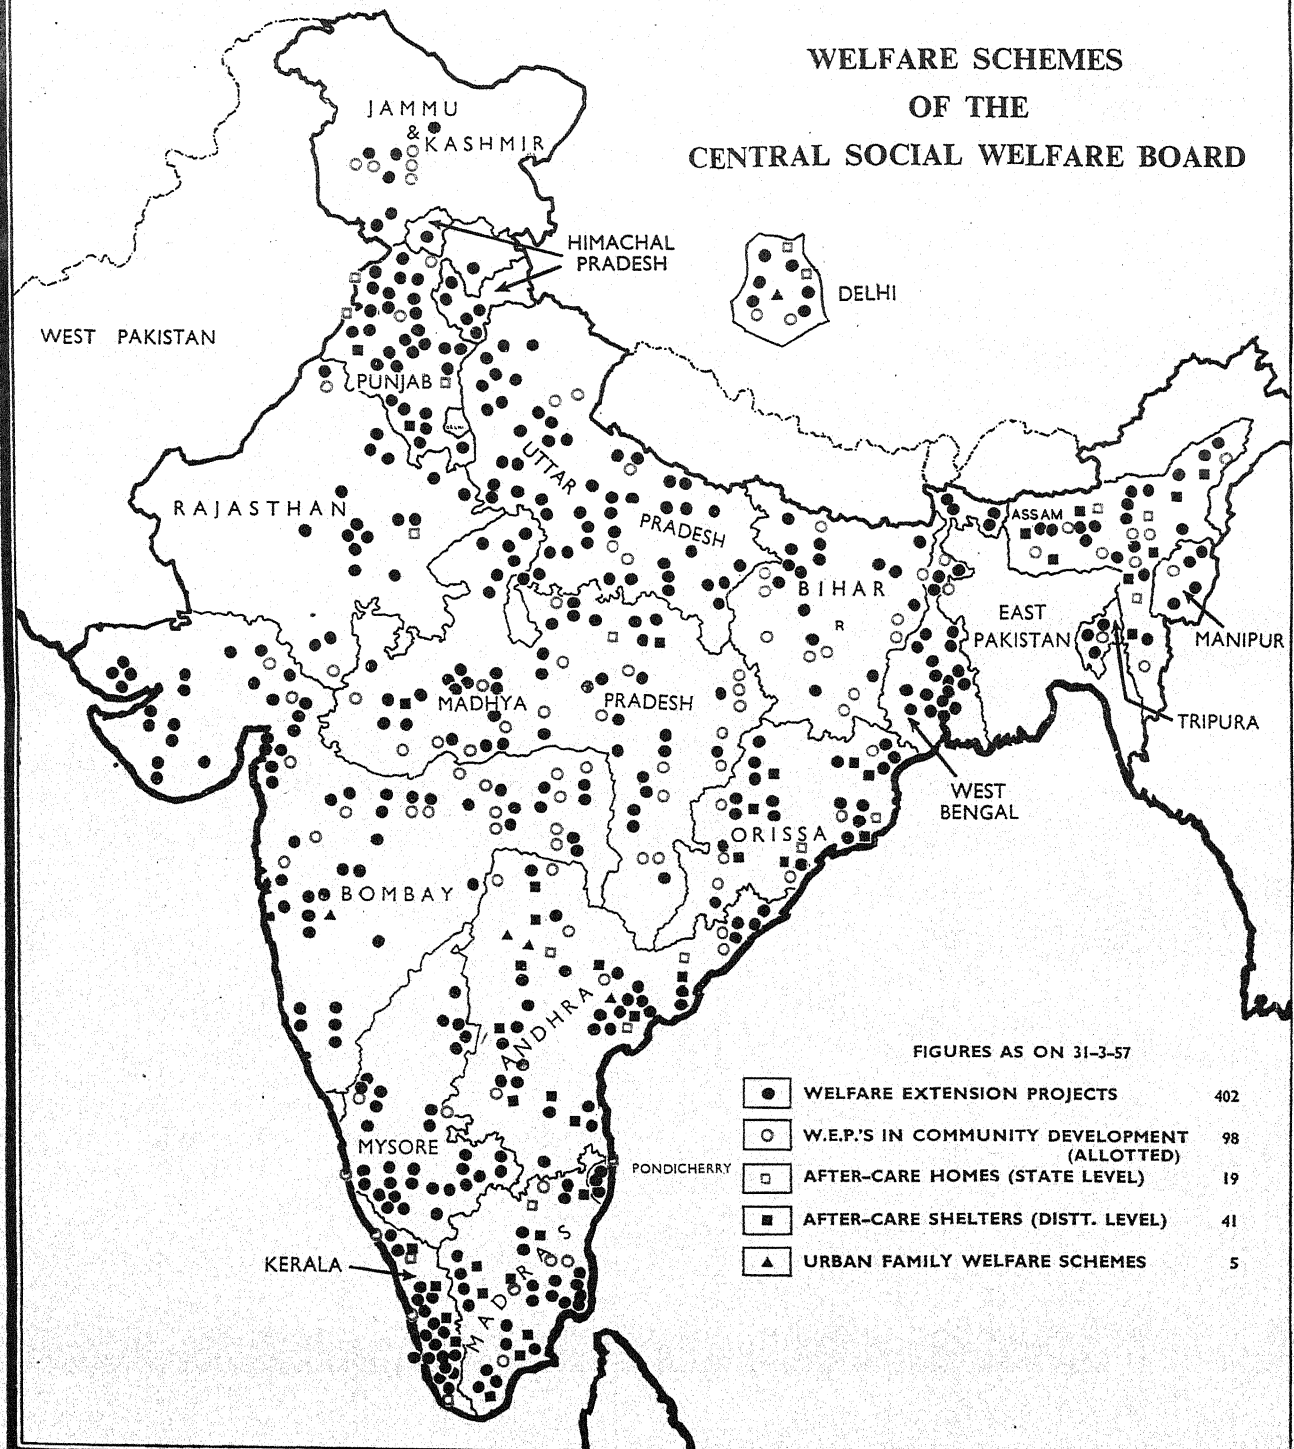 WELFARE SCHEMES
OF THE
CENTRAL SOCIAL WELFARE BOARD
JAMMU
&
KASHMIR
HIMACHAL
PRADESH
DELHI
WEST PAKISTAN
PUNJAB
DELHI
UTTAR
PRADESH
RAJASTHAN
ASSAM
BIHAR
R
EAST
PAKISTAN
MANIPUR
MADHYA
PRADESH
TRIPURA
WEST
BENGAL
ORISSA
BOMBAY
ANDHRA
FIGURES AS ON 31-3-57
WELFARE EXTENSION PROJECTS 402
W.E.P.'S IN COMMUNITY DEVELOPMENT 98
(ALLOTTED)
MYSORE
PONDICHERRY
AFTER-CARE HOMES (STATE LEVEL) 19
AFTER-CARE SHELTERS (DISTT. LEVEL) 41
KERALA
MADRAS
URBAN FAMILY WELFARE SCHEMES 5